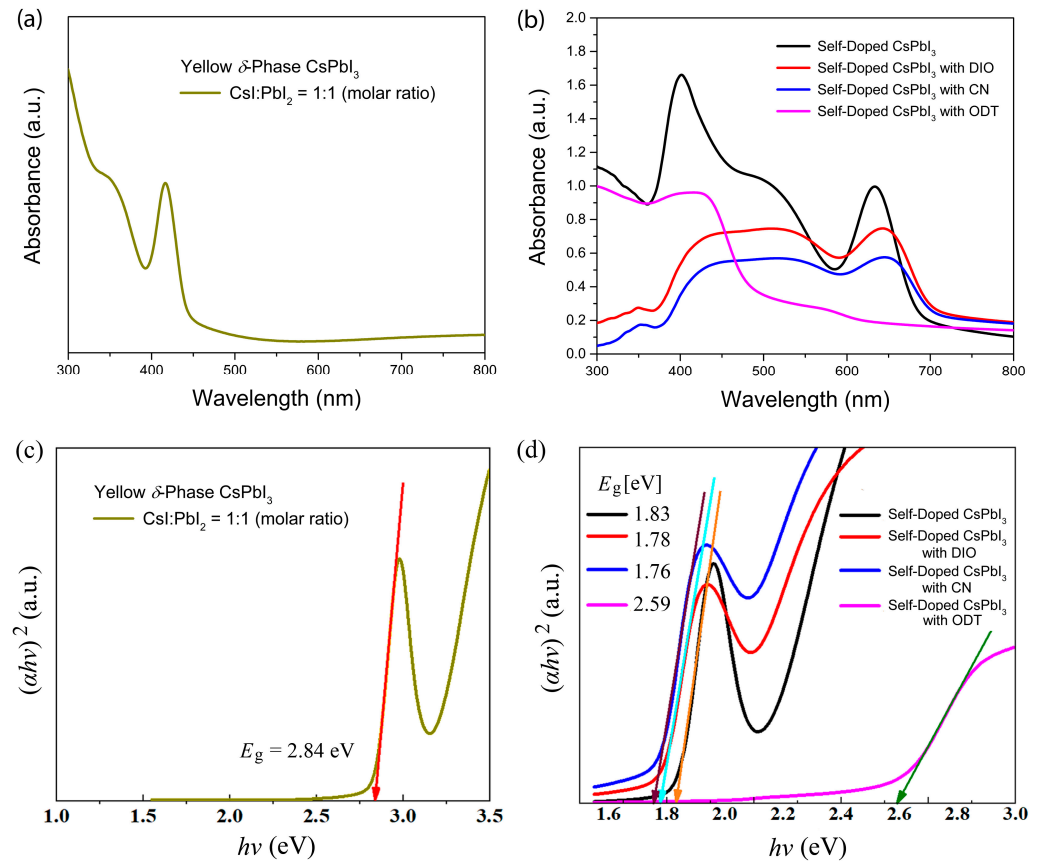 (a)
Yellow δ-Phase CsPbI3
CsI:PbI2 = 1:1 (molar ratio)
Absorbance (a.u.)
300 400 500 600 700 800
Wavelength (nm)
(b)
2.0
1.8
1.6
1.4
1.2
1.0
0.8
0.6
0.4
0.2
0.0
Absorbance (a.u.)
Self-Doped CsPbI3
Self-Doped CsPbI3 with DIO
Self-Doped CsPbI3 with CN
Self-Doped CsPbI3 with ODT
300 400 500 600 700 800
Wavelength (nm)
(c)
Yellow δ-Phase CsPbI3
CsI:PbI2 = 1:1 (molar ratio)
(αhν) 2 (a.u.)
Eg = 2.84 eV
1.0 1.5 2.0 2.5 3.0 3.5
hν (eV)
(d)
Eg [eV]
1.83
1.78
1.76
2.59
Self-Doped CsPbI3
Self-Doped CsPbI3
with DIO
Self-Doped CsPbI3
with CN
Self-Doped CsPbI3
with ODT
(αhν) 2 (a.u.)
1.6 1.8 2.0 2.2 2.4 2.6 2.8 3.0
hν (eV)